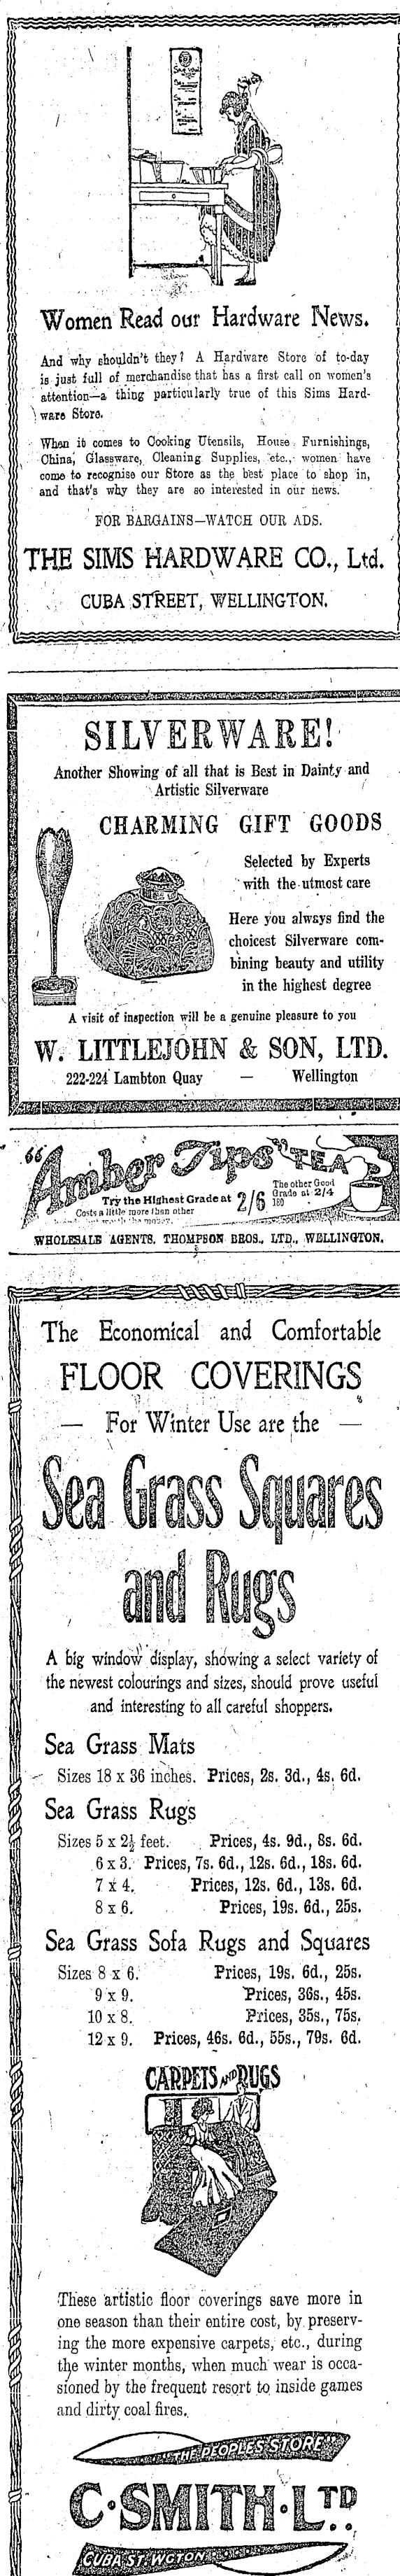 Women Read our Hardware News.
And why shouldn't they? A Hardware Store of to-day
is just full of merchandise that has a first call on women's
attention—a thing particularly true of this Sims Hard-
ware Store.
When it comes to Cooking Utensils, House Furnishings,
China, Glassware, Cleaning Supplies, etc., women have
come to recognise our Store as the best place to shop in,
and that's why they are so interested in our news.
FOR BARGAINS—WATCH OUR ADS.
THE SIMS HARDWARE CO., Ltd.
CUBA STREET, WELLINGTON.
SILVERWARE!
Another Showing of all that is Best in Dainty and
Artistic Silverware
CHARMING GIFT GOODS
Selected by Experts
with the utmost care
Here you always find the
choicest Silverware com-
bining beauty and utility
in the highest degree
A visit of inspection will be a genuine pleasure to you
W. LITTLEJOHN & SON, LTD.
222-224 Lambton Quay — Wellington
"Amber Tips" TEA
Try the Highest Grade at 2/6
The other Good
Grade at 2/4
180
Costs a little more than other
worth the money.
WHOLESALE AGENTS, THOMPSON BROS., LTD., WELLINGTON.
The Economical and Comfortable
FLOOR COVERINGS
— For Winter Use are the —
Sea Grass Squares
and Rugs
A big window display, showing a select variety of
the newest colourings and sizes, should prove useful
and interesting to all careful shoppers.
Sea Grass Mats
Sizes 18 x 36 inches. Prices, 2s. 3d., 4s. 6d.
Sea Grass Rugs
Sizes 5 x 2½ feet. Prices, 4s. 9d., 8s. 6d.
6 x 3. Prices, 7s. 6d., 12s. 6d., 18s. 6d.
7 x 4. Prices, 12s. 6d., 13s. 6d.
8 x 6. Prices, 19s. 6d., 25s.
Sea Grass Sofa Rugs and Squares
Sizes 8 x 6. Prices, 19s. 6d., 25s.
9 x 9. Prices, 36s., 45s.
10 x 8. Prices, 35s., 75s.
12 x 9. Prices, 46s. 6d., 55s., 79s. 6d.
CARPETS AND RUGS
These artistic floor coverings save more in
one season than their entire cost, by preserv-
ing the more expensive carpets, etc., during
the winter months, when much wear is occa-
sioned by the frequent resort to inside games
and dirty coal fires.
"THE PEOPLES STORE"
C. SMITH. LTD.
CUBA ST. WGTON